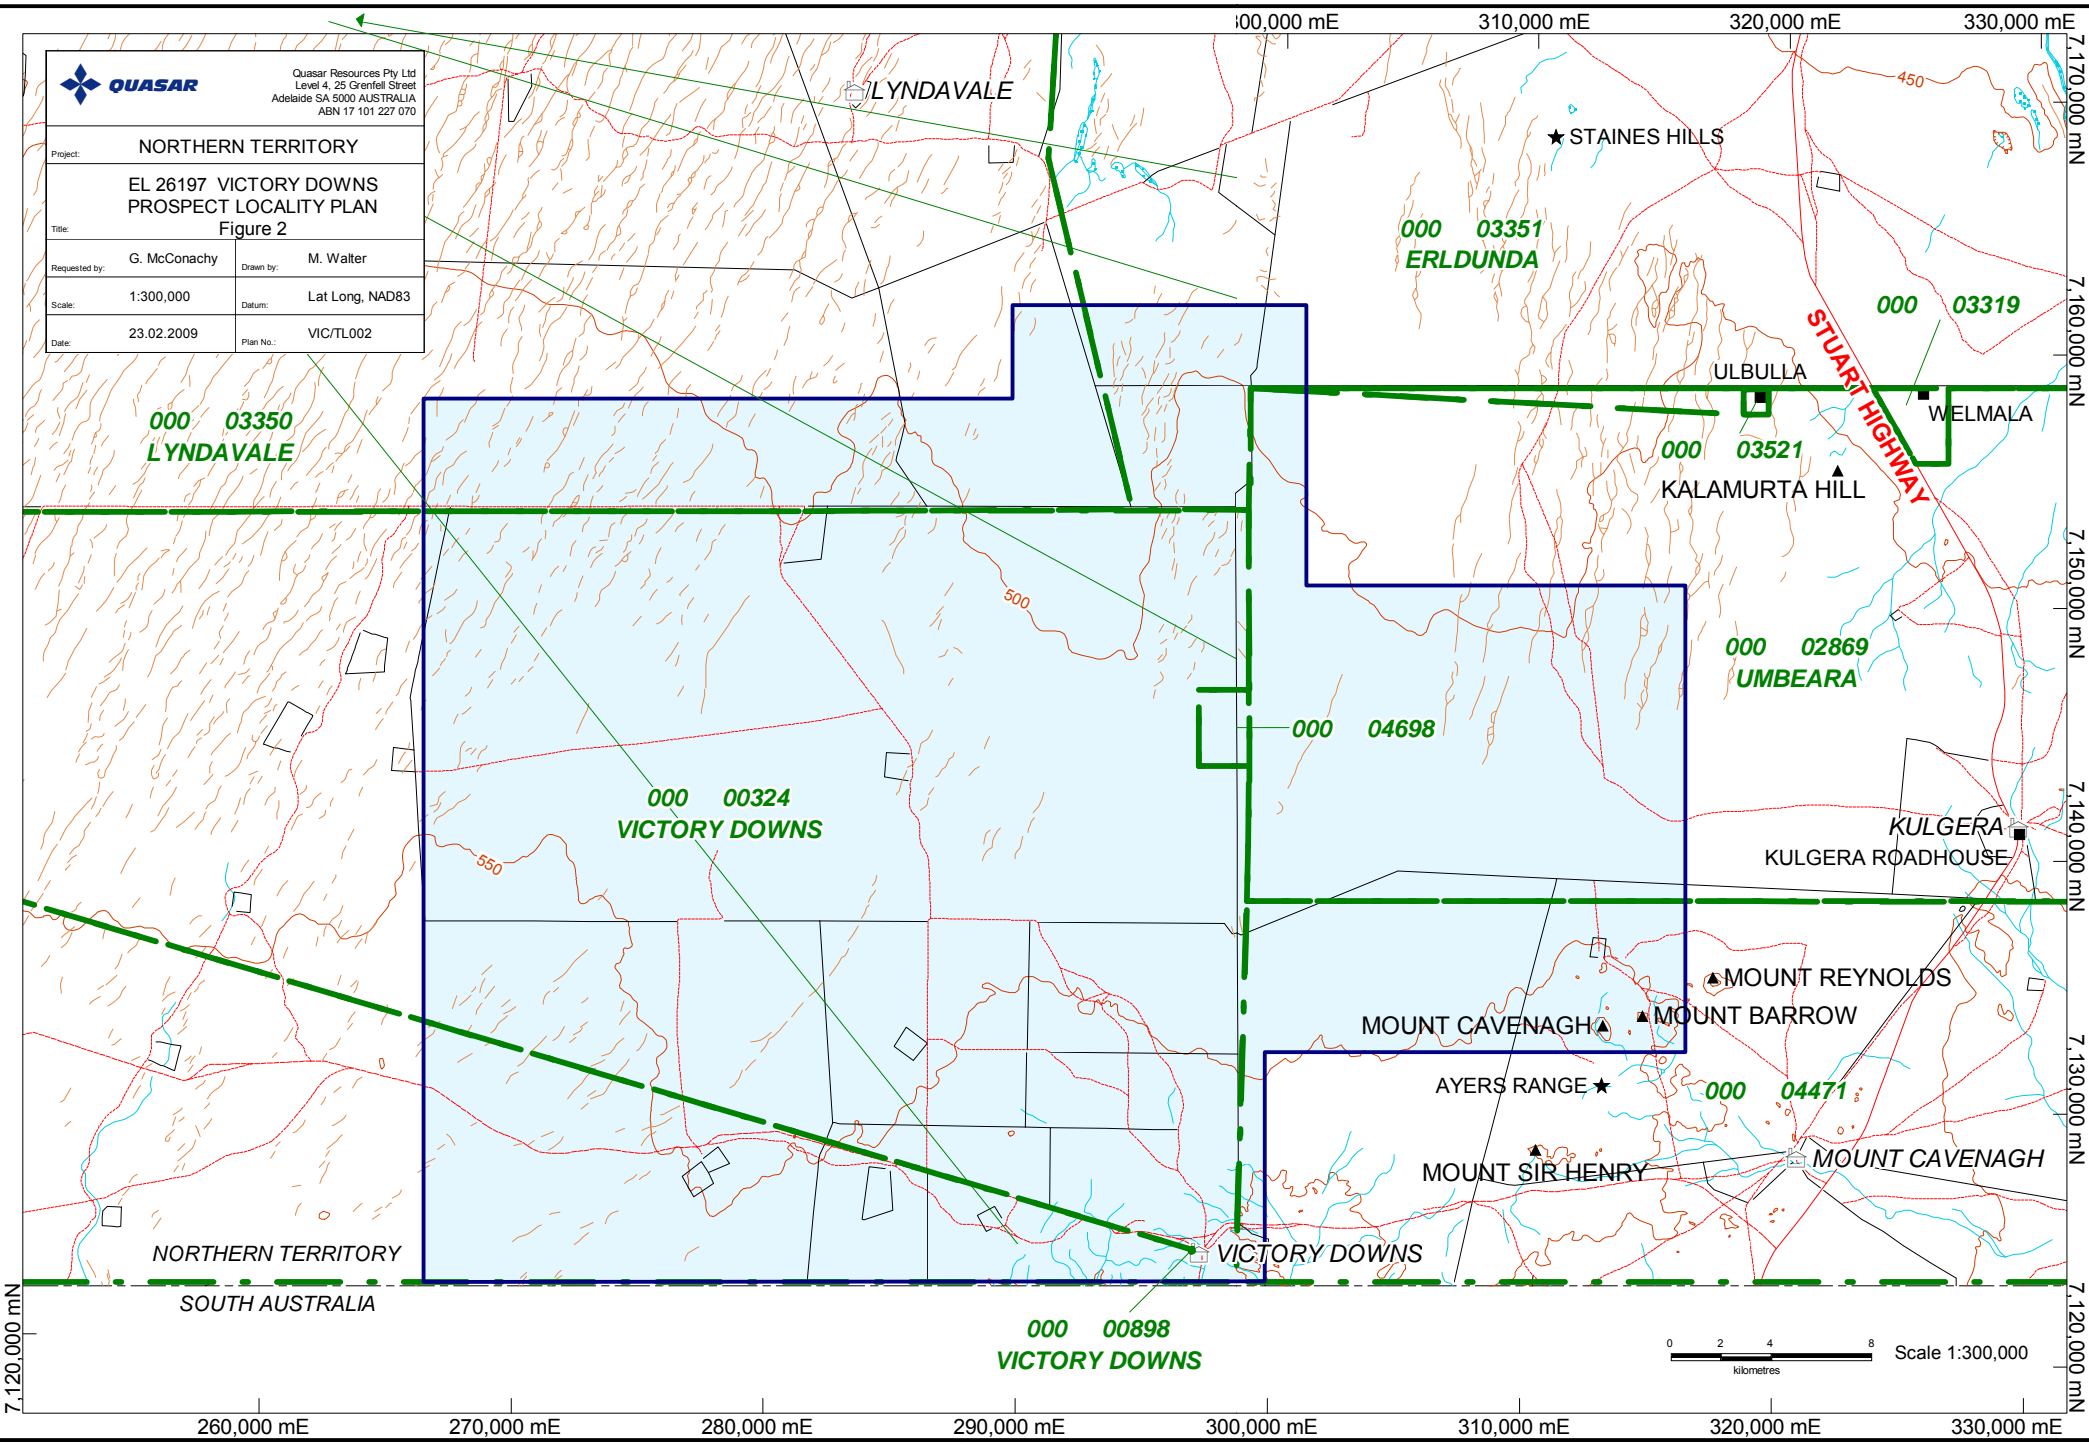 300,000 mE 310,000 mE 320,000 mE 330,000 mE
QUASAR
Quasar Resources Pty Ltd
Level 4, 25 Grenfell Street
Adelaide SA 5000 AUSTRALIA
ABN 17 101 227 070
Project: NORTHERN TERRITORY
EL 26197 VICTORY DOWNS
PROSPECT LOCALITY PLAN
Title: Figure 2
Requested by: G. McConachy Drawn by: M. Walter
Scale: 1:300,000 Datum: Lat Long, NAD83
Date: 23.02.2009 Plan No.: VIC/TL002
LYNDAVALE
450
7,170,000 mN
STAINES HILLS
000 03351
ERLDUNDA
000 03319
7,160,000 mN
STUART HIGHWAY
ULBULLA
WELMALA
000 03350
LYNDAVALE
000 03521
KALAMURTA HILL
7,150,000 mN
500
000 02869
UMBEARA
000 04698
000 00324
VICTORY DOWNS
7,140,000 mN
KULGERA
KULGERA ROADHOUSE
550
MOUNT REYNOLDS
MOUNT BARROW
MOUNT CAVENAGH
7,130,000 mN
AYERS RANGE
000 04471
MOUNT CAVENAGH
MOUNT SIR HENRY
NORTHERN TERRITORY
VICTORY DOWNS
SOUTH AUSTRALIA
7,120,000 mN
7,120,000 mN
000 00898
VICTORY DOWNS
0 2 4 8
kilometres
Scale 1:300,000
260,000 mE 270,000 mE 280,000 mE 290,000 mE 300,000 mE 310,000 mE 320,000 mE 330,000 mE